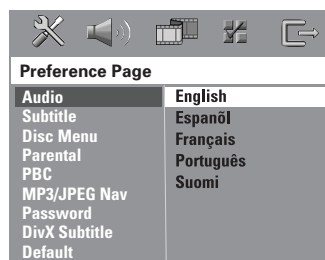 Preference Page
Audio
Subtitle
Disc Menu
Parental
PBC
MP3/JPEG Nav
Password
DivX Subtitle
Default
English
Espanõl
Français
Português
Suomi